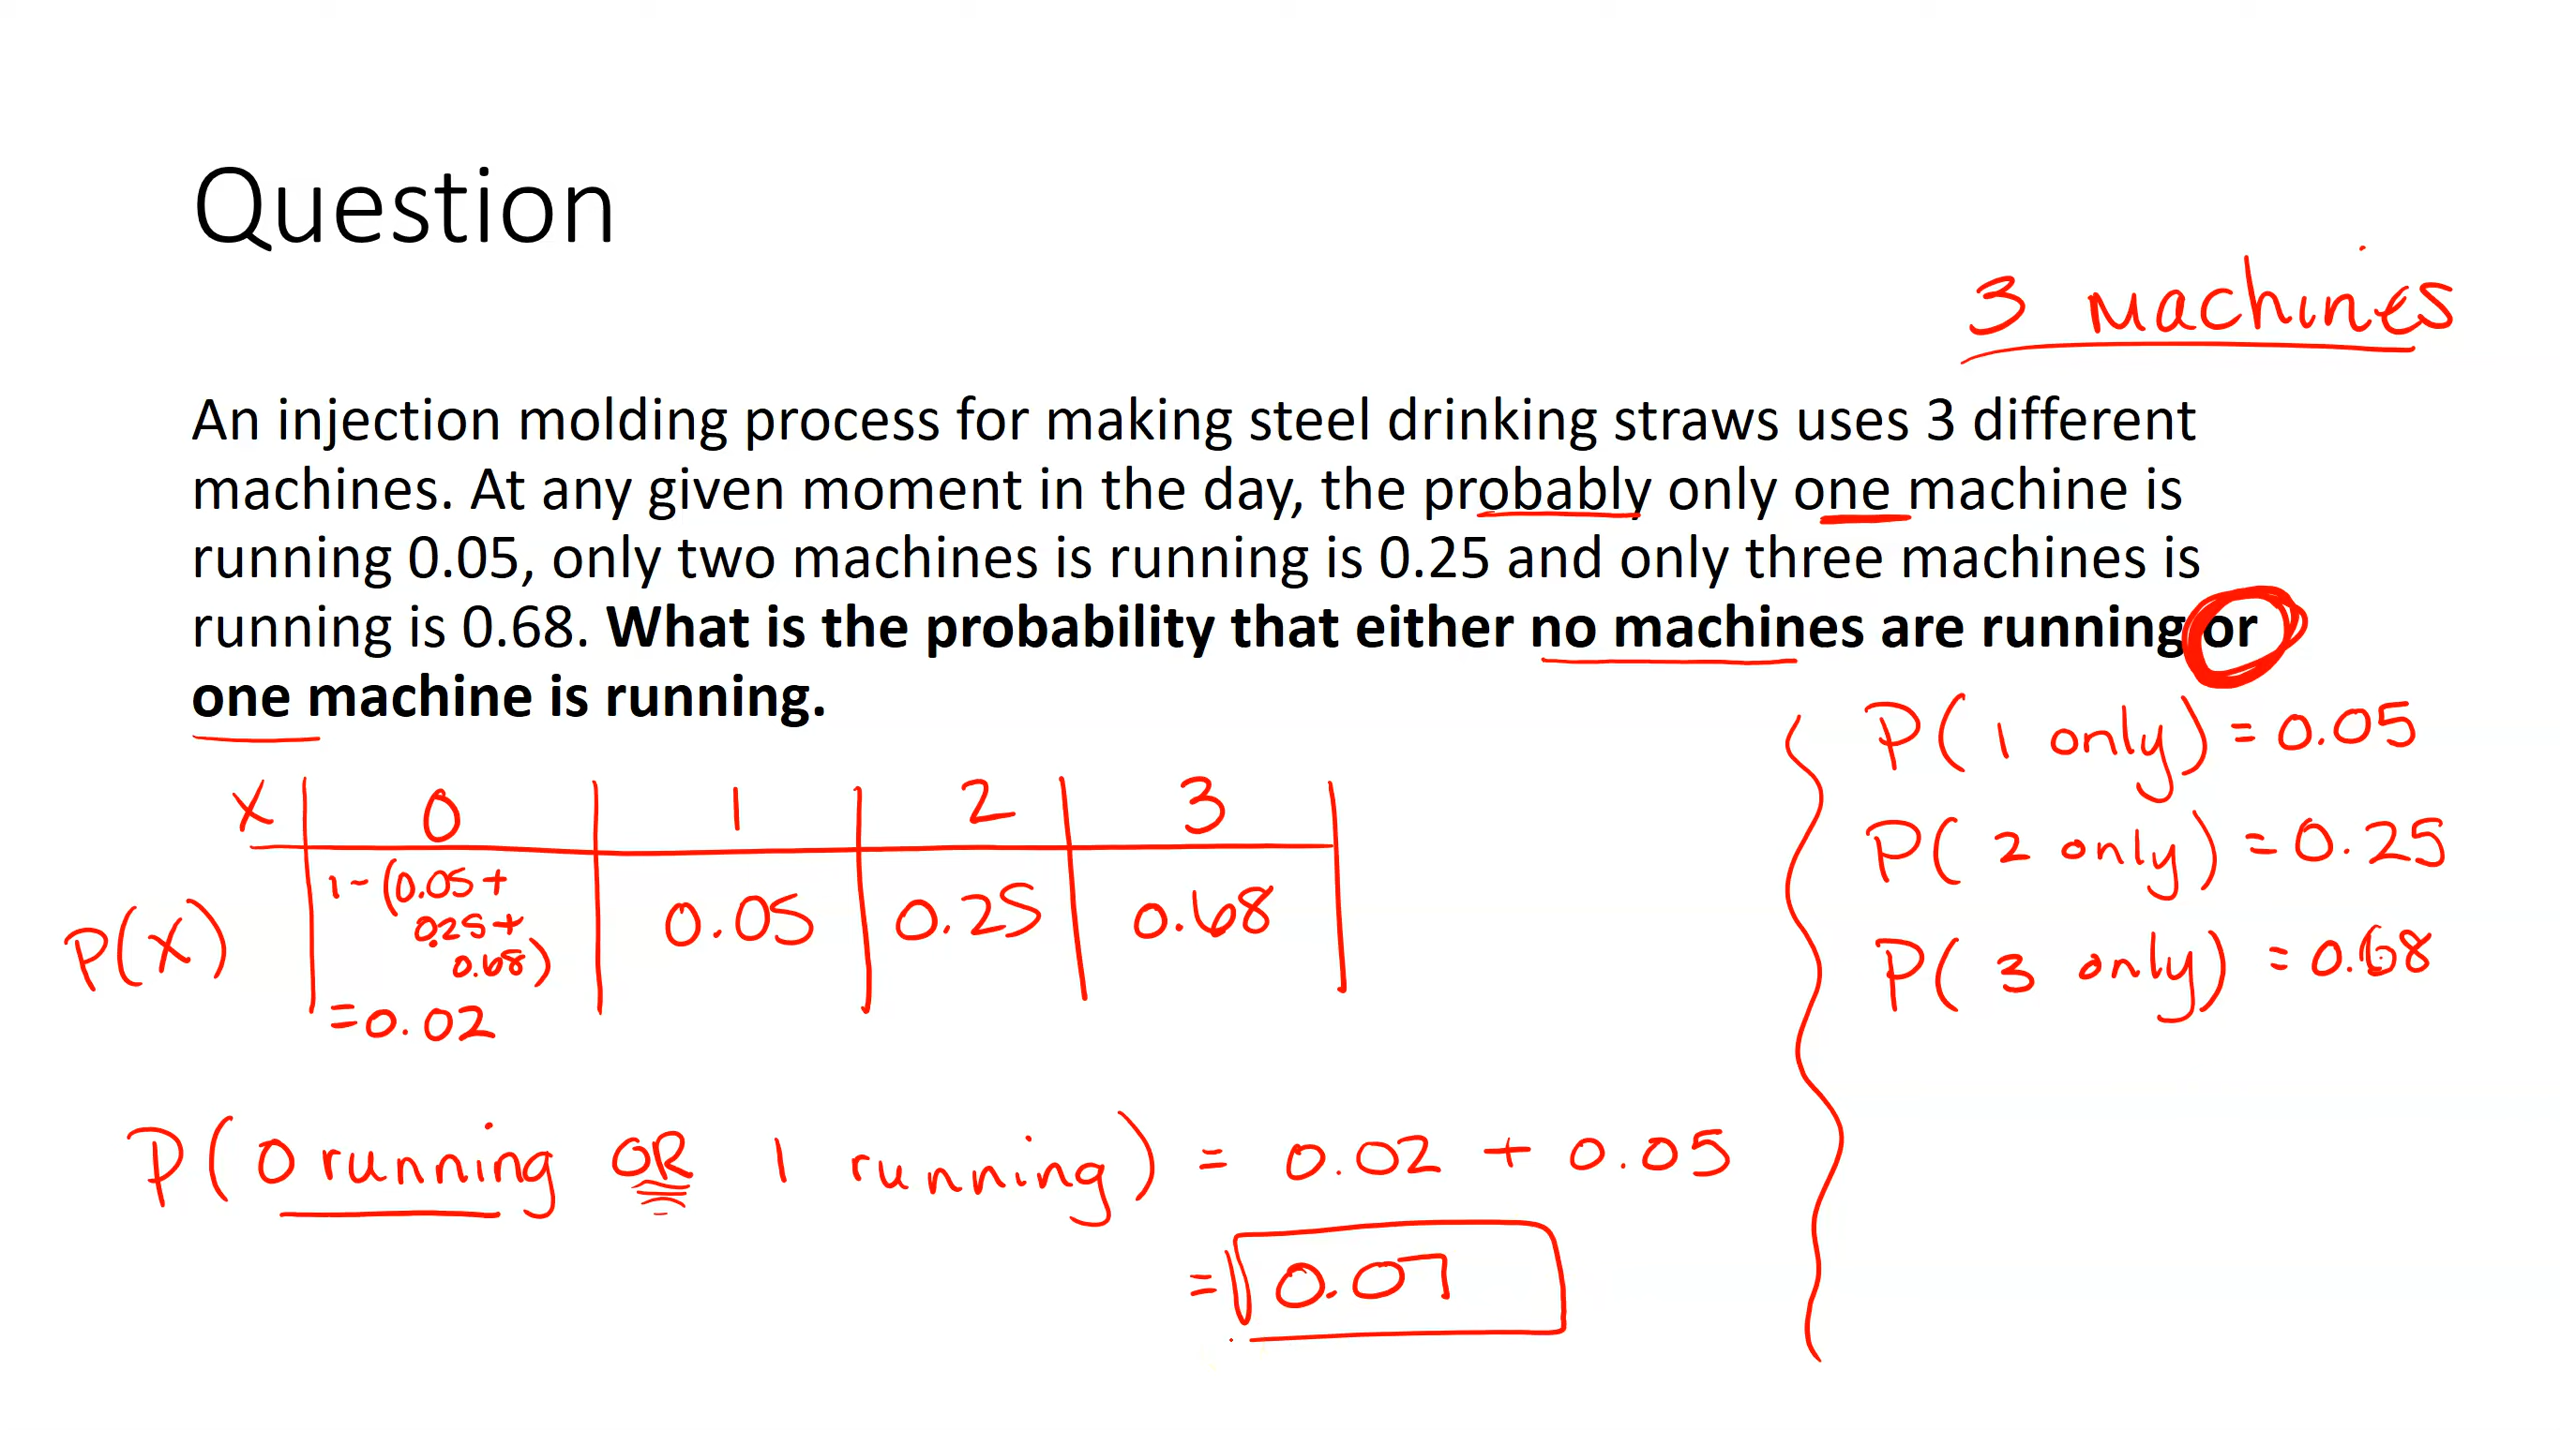 Question
3 Machines
An injection molding process for making steel drinking straws uses 3 different
machines. At any given moment in the day, the probably only one machine is
running 0.05, only two machines is running is 0.25 and only three machines is
running is 0.68. What is the probability that either no machines are running or
one machine is running.
P(1 only) = 0.05
P(2 only) = 0.25
P(3 only) = 0.68
X 0 1 2 3
P(X) 1-(0.05+ 0.05 0.25 0.68
0.25+
0.68)
=0.02
P(0 running OR 1 running) = 0.02 + 0.05
= 0.07